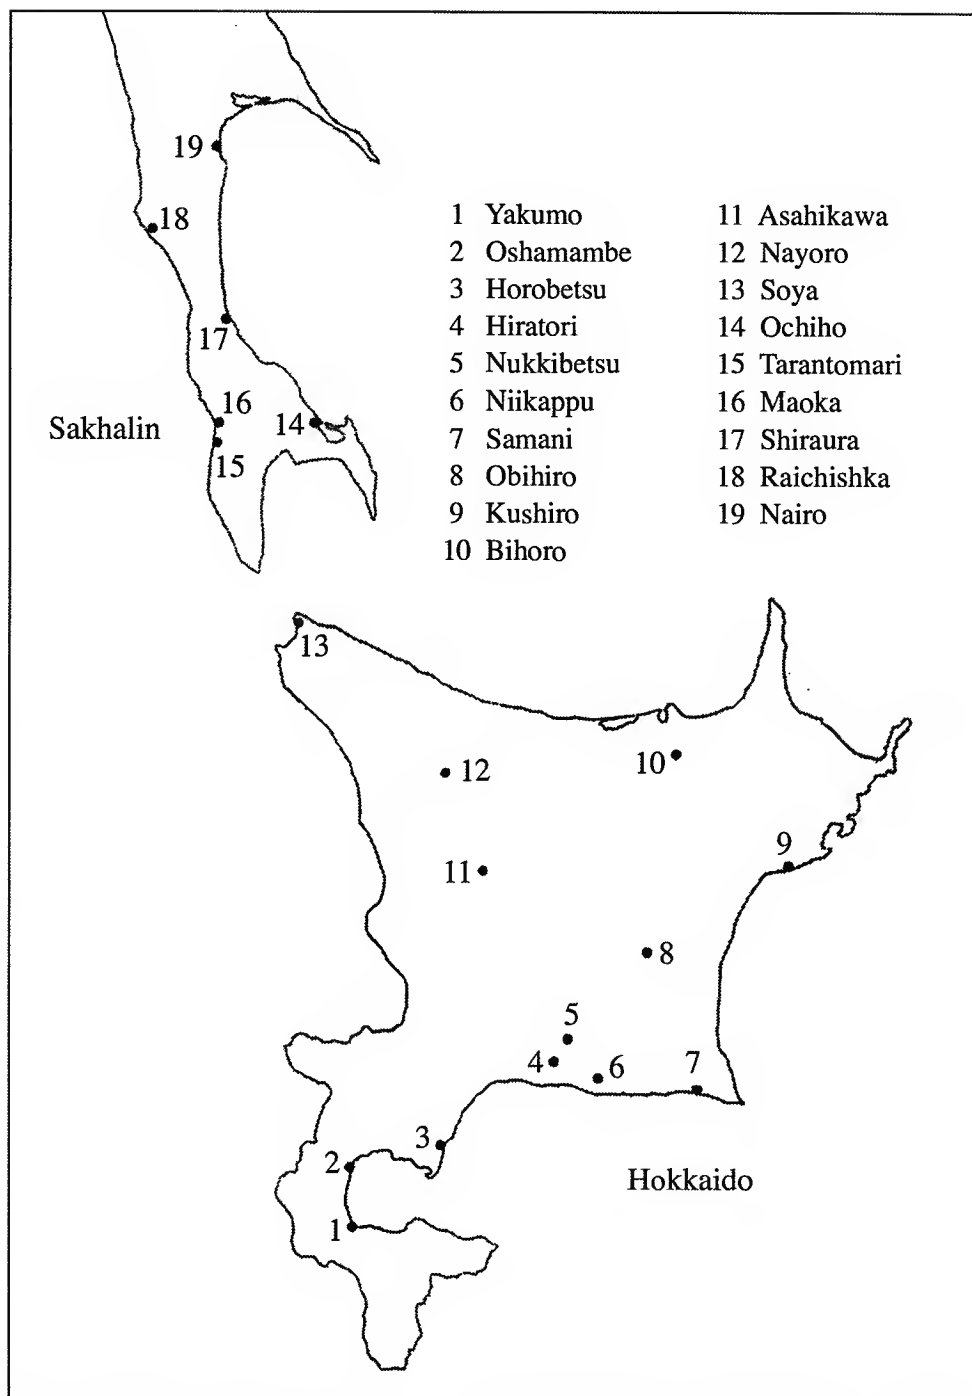 19
18
17
Sakhalin
16
14
15
1 Yakumo
2 Oshamambe
3 Horobetsu
4 Hiratori
5 Nukkibetsu
6 Niikappu
7 Samani
8 Obihiro
9 Kushiro
10 Bihoro
11 Asahikawa
12 Nayoro
13 Soya
14 Ochiho
15 Tarantomari
16 Maoka
17 Shiraura
18 Raichishka
19 Nairo
13
10
12
9
11
8
5
4
6
7
3
2
Hokkaido
1